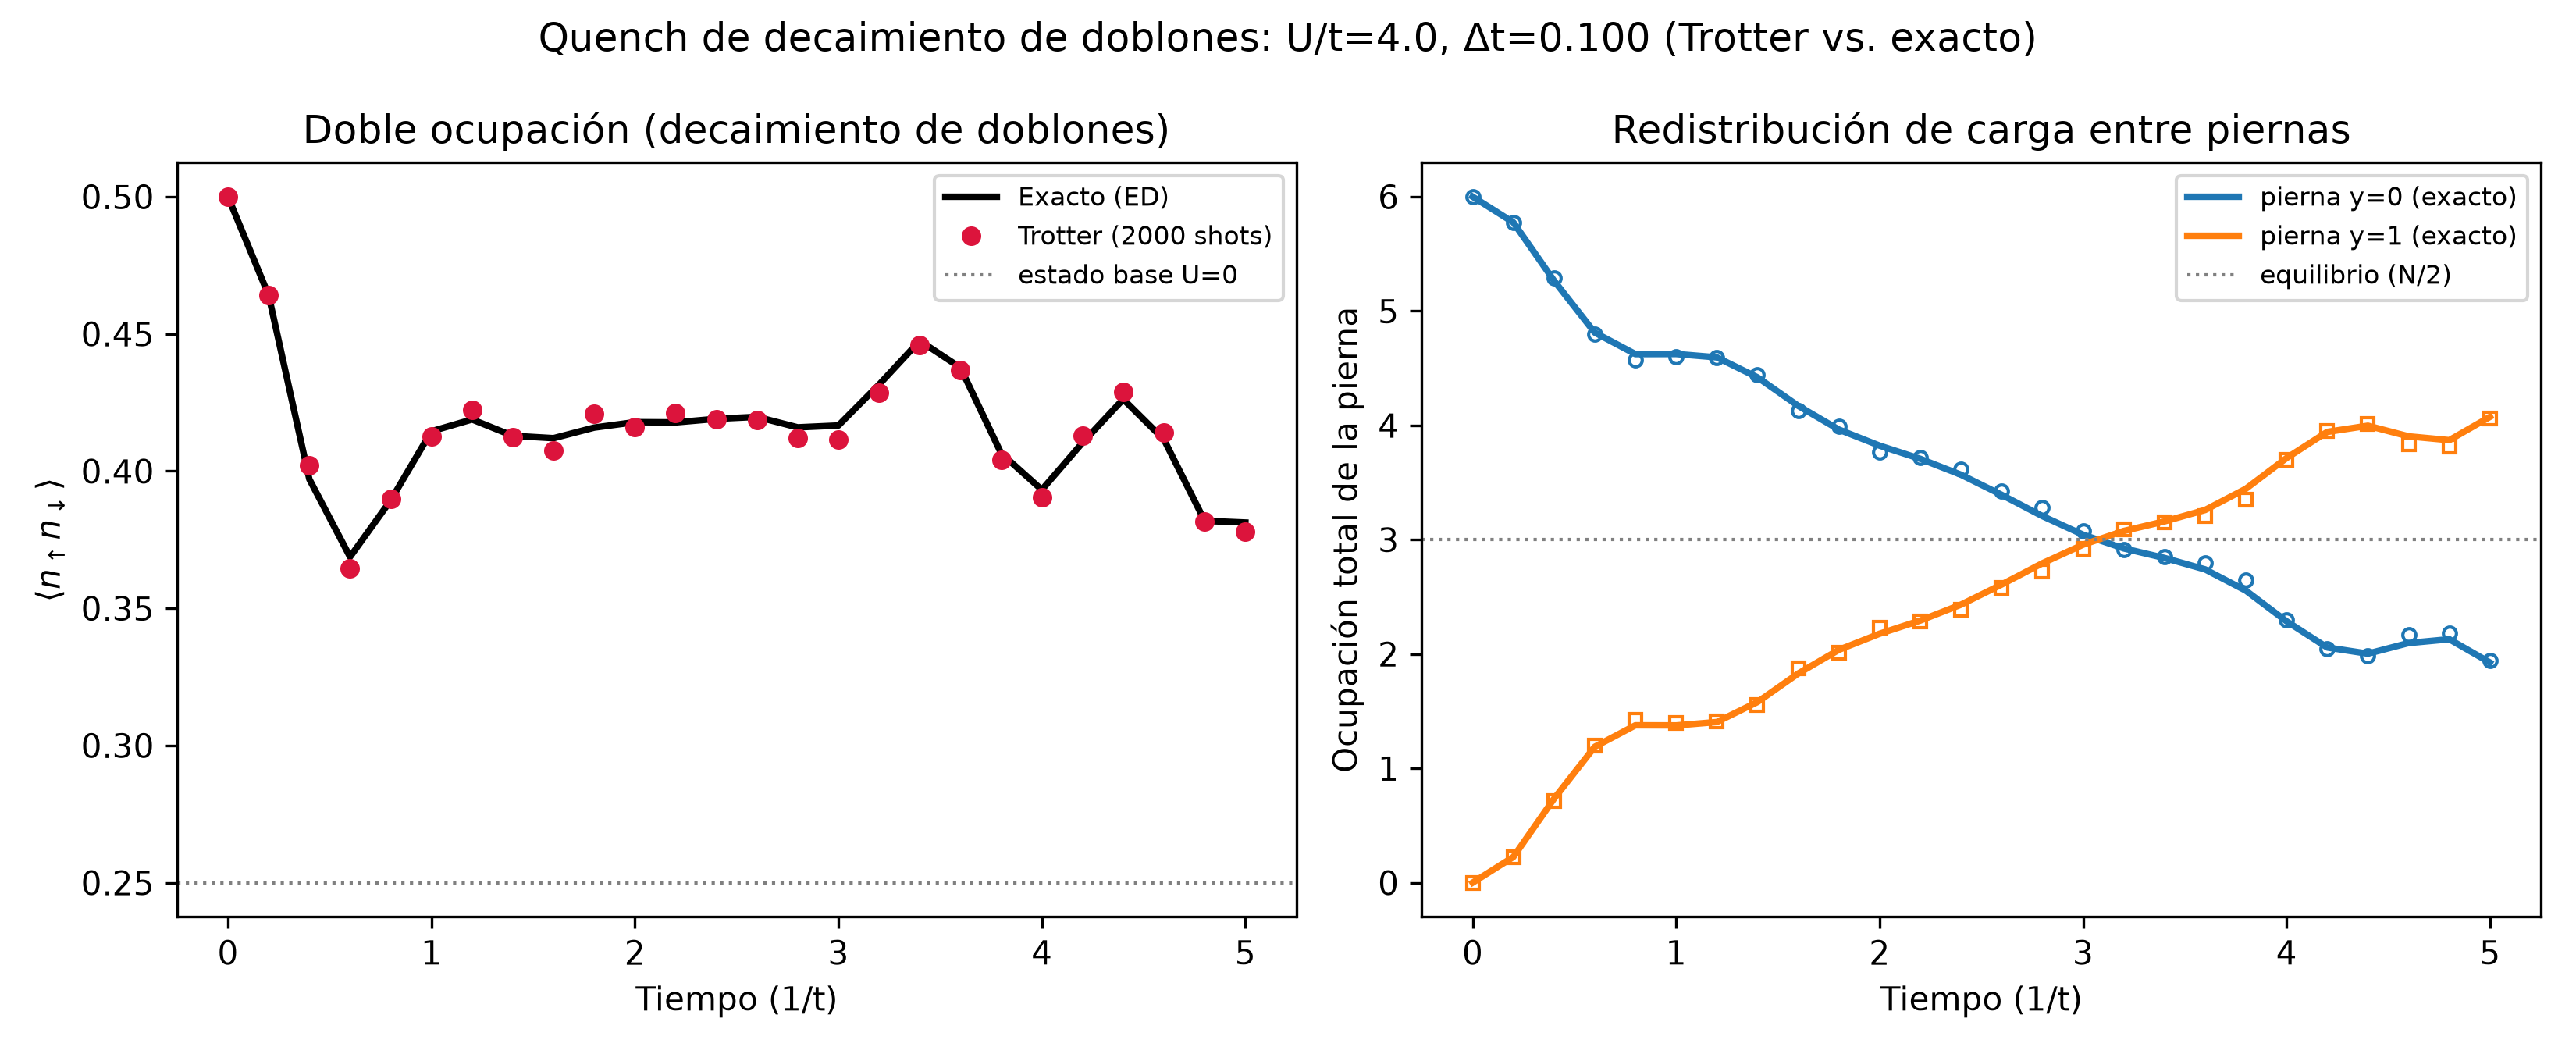 Quench de decaimiento de doblones: U/t=4.0, Δt=0.100 (Trotter vs. exacto)
Doble ocupación (decaimiento de doblones)
⟨n↑n↓⟩
0.50
0.45
0.40
0.35
0.30
0.25
Exacto (ED)
Trotter (2000 shots)
estado base U=0
0 1 2 3 4 5
Tiempo (1/t)
Redistribución de carga entre piernas
Ocupación total de la pierna
6
5
4
3
2
1
0
pierna y=0 (exacto)
pierna y=1 (exacto)
equilibrio (N/2)
0 1 2 3 4 5
Tiempo (1/t)